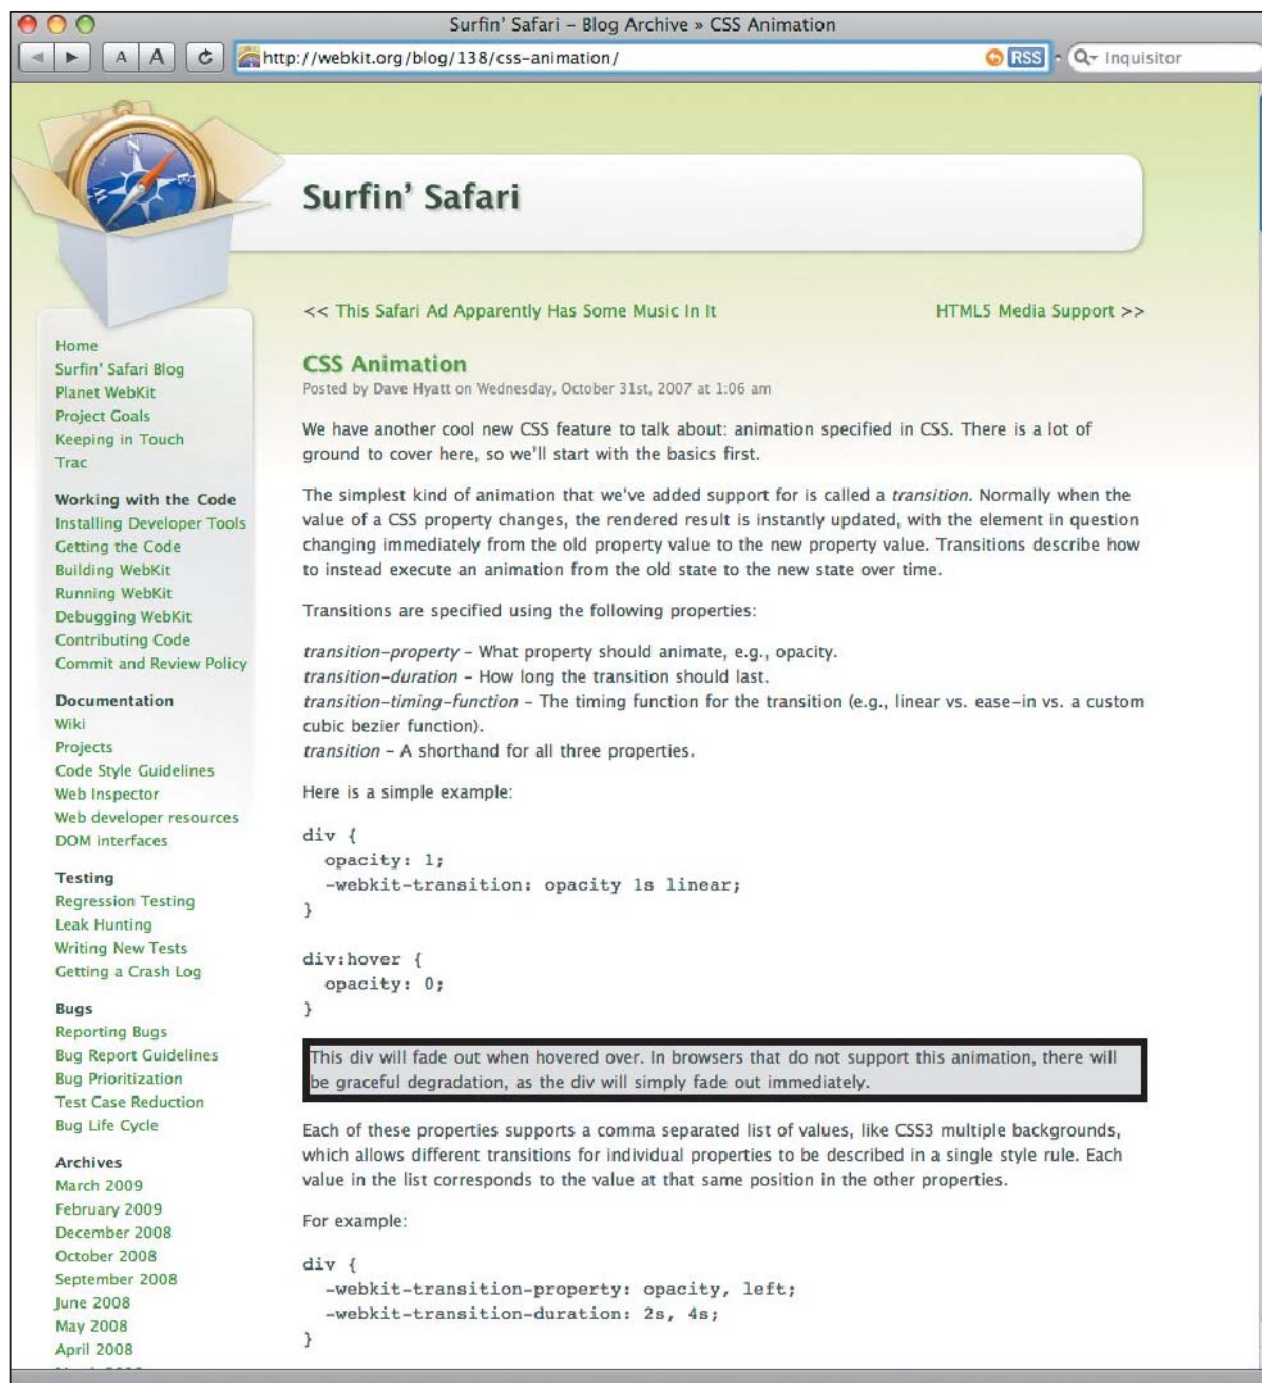 Surfin' Safari – Blog Archive » CSS Animation
A A http://webkit.org/blog/138/css-animation/ RSS Inquisitor
N
W E
Surfin' Safari
<< This Safari Ad Apparently Has Some Music In It HTML5 Media Support >>
Home
Surfin' Safari Blog
Planet WebKit
Project Goals
Keeping in Touch
Trac
Working with the Code
Installing Developer Tools
Getting the Code
Building WebKit
Running WebKit
Debugging WebKit
Contributing Code
Commit and Review Policy
Documentation
Wiki
Projects
Code Style Guidelines
Web Inspector
Web developer resources
DOM interfaces
Testing
Regression Testing
Leak Hunting
Writing New Tests
Getting a Crash Log
Bugs
Reporting Bugs
Bug Report Guidelines
Bug Prioritization
Test Case Reduction
Bug Life Cycle
Archives
March 2009
February 2009
December 2008
October 2008
September 2008
June 2008
May 2008
April 2008
CSS Animation
Posted by Dave Hyatt on Wednesday, October 31st, 2007 at 1:06 am
We have another cool new CSS feature to talk about: animation specified in CSS. There is a lot of
ground to cover here, so we'll start with the basics first.
The simplest kind of animation that we've added support for is called a transition. Normally when the
value of a CSS property changes, the rendered result is instantly updated, with the element in question
changing immediately from the old property value to the new property value. Transitions describe how
to instead execute an animation from the old state to the new state over time.
Transitions are specified using the following properties:
transition-property – What property should animate, e.g., opacity.
transition-duration – How long the transition should last.
transition-timing-function – The timing function for the transition (e.g., linear vs. ease-in vs. a custom
cubic bezier function).
transition – A shorthand for all three properties.
Here is a simple example:
div {
  opacity: 1;
  -webkit-transition: opacity 1s linear;
}
div:hover {
  opacity: 0;
}
This div will fade out when hovered over. In browsers that do not support this animation, there will
be graceful degradation, as the div will simply fade out immediately.
Each of these properties supports a comma separated list of values, like CSS3 multiple backgrounds,
which allows different transitions for individual properties to be described in a single style rule. Each
value in the list corresponds to the value at that same position in the other properties.
For example:
div {
  -webkit-transition-property: opacity, left;
  -webkit-transition-duration: 2s, 4s;
}